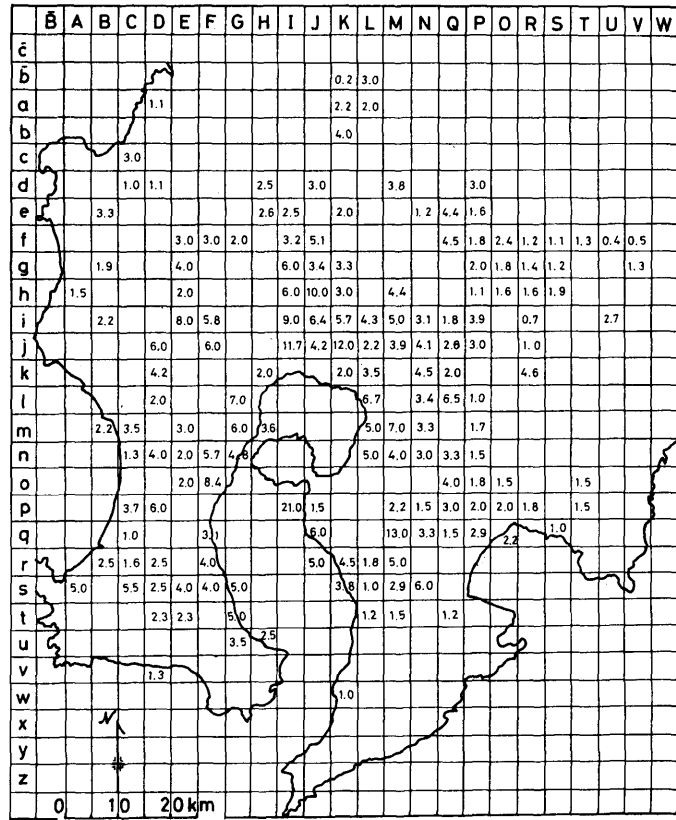 B̄ A B C D E F G H I J K L M N Q P O R S T U V W
c̄
b̄ 0.2 3.0
a 1.1 2.2 2.0
b 4.0
c 3.0
d 1.0 1.1 2.5 3.0 3.8 3.0
e 3.3 2.6 2.5 2.0 1.2 4.4 1.6
f 3.0 3.0 2.0 3.2 5.1 4.5 1.8 2.4 1.2 1.1 1.3 0.4 0.5
g 1.9 4.0 6.0 3.4 3.3 2.0 1.8 1.4 1.2 1.3
h 1.5 2.0 6.0 10.0 3.0 4.4 1.1 1.6 1.6 1.9
i 2.2 8.0 5.8 9.0 6.4 5.7 4.3 5.0 3.1 1.8 3.9 0.7 2.7
j 6.0 6.0 11.7 4.2 12.0 2.2 3.9 4.1 2.6 3.0 1.0
k 4.2 2.0 2.0 3.5 4.5 2.0 4.6
l 2.0 7.0 6.7 3.4 6.5 1.0
m 2.2 3.5 3.0 6.0 3.6 5.0 7.0 3.3 1.7
n 1.3 4.0 2.0 5.7 4.8 5.0 4.0 3.0 3.3 1.5
o 2.0 8.4 4.0 1.8 1.5 1.5
p 3.7 6.0 21.0 1.5 2.2 1.5 3.0 2.0 2.0 1.8 1.5
q 1.0 3.1 6.0 13.0 3.3 1.5 2.9 2.2 1.0
r 2.5 1.6 2.5 4.0 5.0 4.5 1.8 5.0
s 5.0 5.5 2.5 4.0 4.0 5.0 3.8 1.0 2.9 6.0
t 2.3 2.3 5.0 1.2 1.5 1.2
u 3.5 2.5
v 1.3
w 1.0
x N
y
z
0 10 20 km